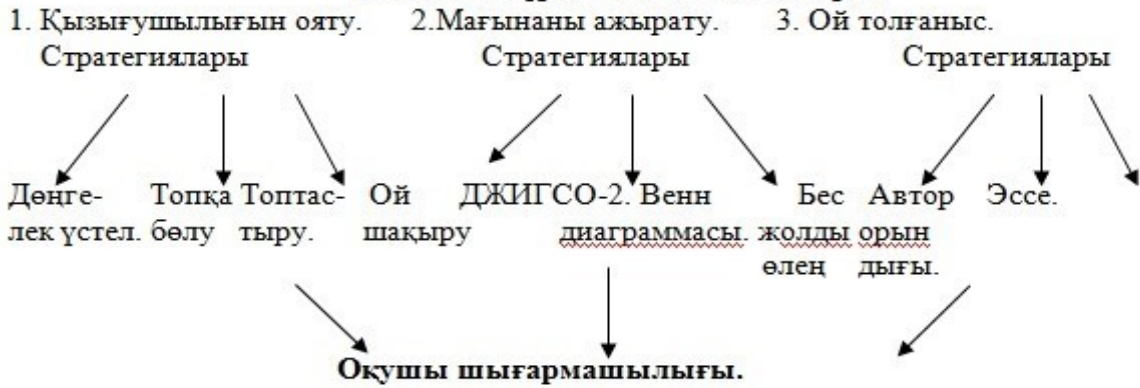 1. Қызығушылығын ояту. 2.Мағынаны ажырату. 3. Ой толғаныс.
Стратегиялары Стратегиялары Стратегиялары
Дөңге- Топқа Топтас- Ой ДЖИГСО-2. Венн Бес Автор Эссе.
лек үстел. бөлу тыру. шақыру диаграммасы. жолды орын
өлең дығы.
Оқушы шығармашылығы.